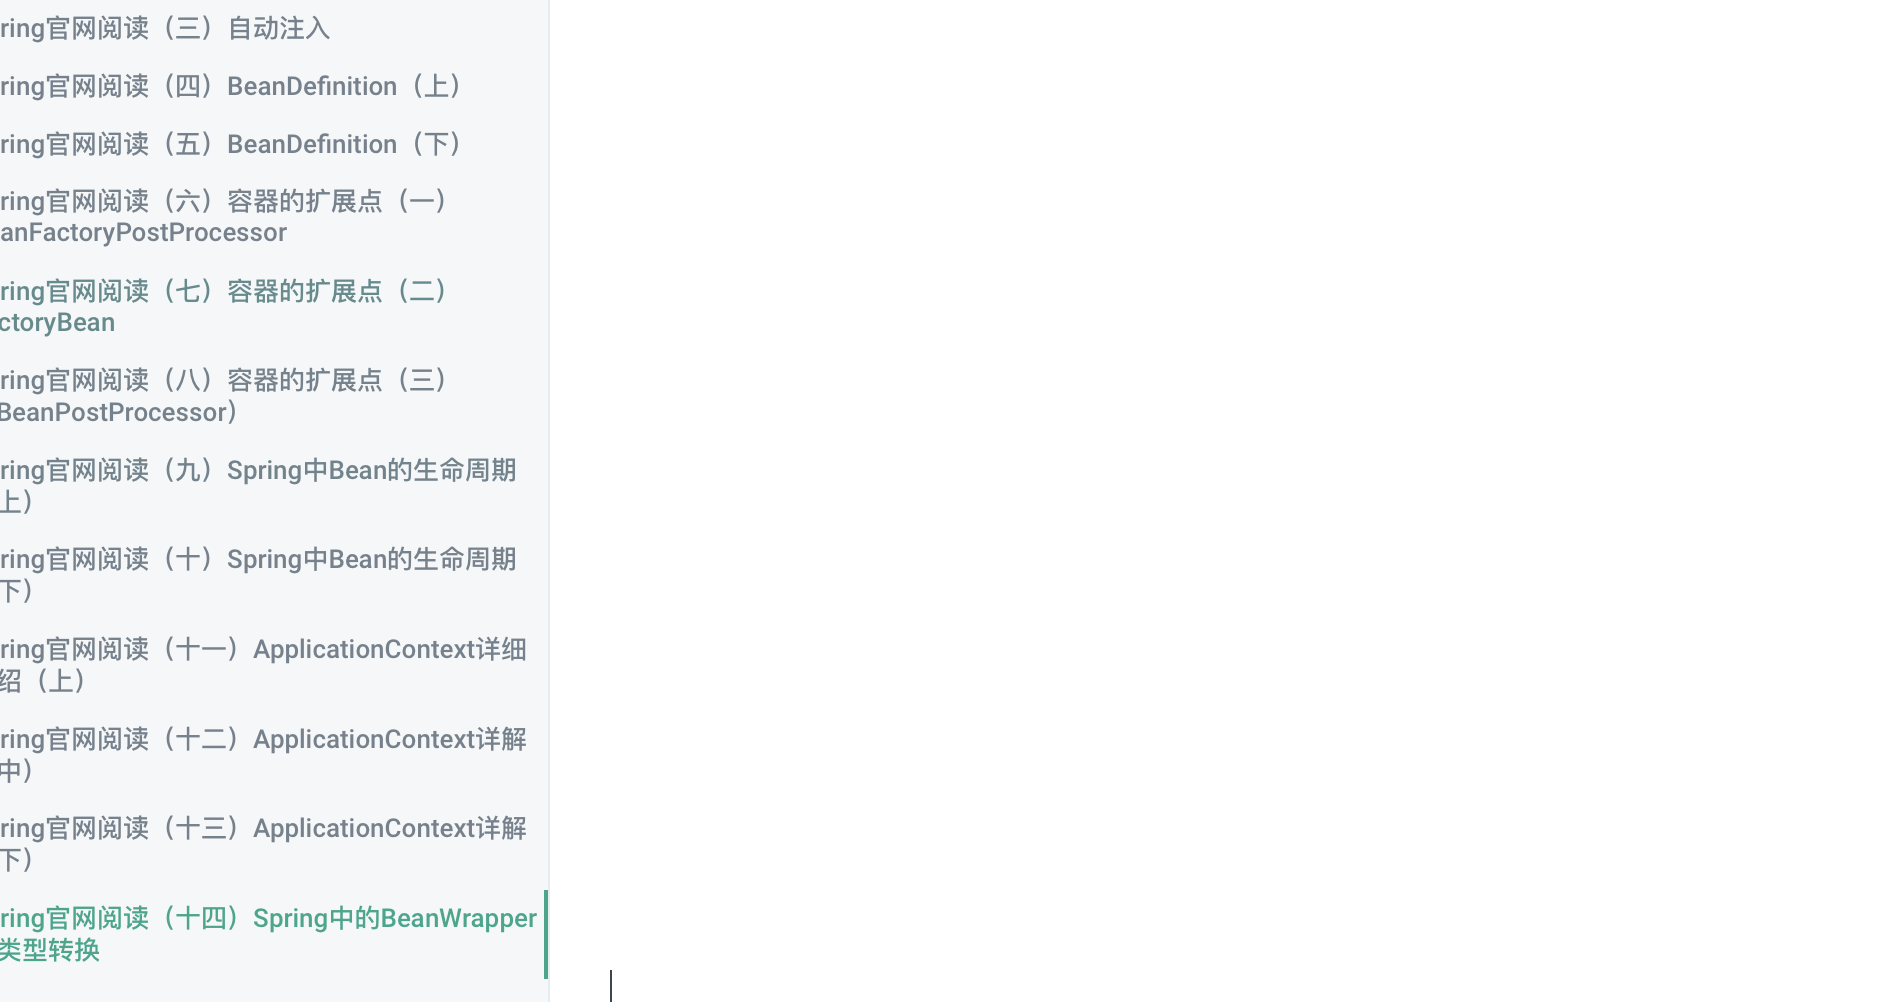 ring官网阅读（三）自动注入
ring官网阅读（四）BeanDefinition（上）
ring官网阅读（五）BeanDefinition（下）
ring官网阅读（六）容器的扩展点（一）
anFactoryPostProcessor
ring官网阅读（七）容器的扩展点（二）
ctoryBean
ring官网阅读（八）容器的扩展点（三）
BeanPostProcessor）
ring官网阅读（九）Spring中Bean的生命周期
上）
ring官网阅读（十）Spring中Bean的生命周期
下）
ring官网阅读（十一）ApplicationContext详细
绍（上）
ring官网阅读（十二）ApplicationContext详解
中）
ring官网阅读（十三）ApplicationContext详解
下）
ring官网阅读（十四）Spring中的BeanWrapper
类型转换